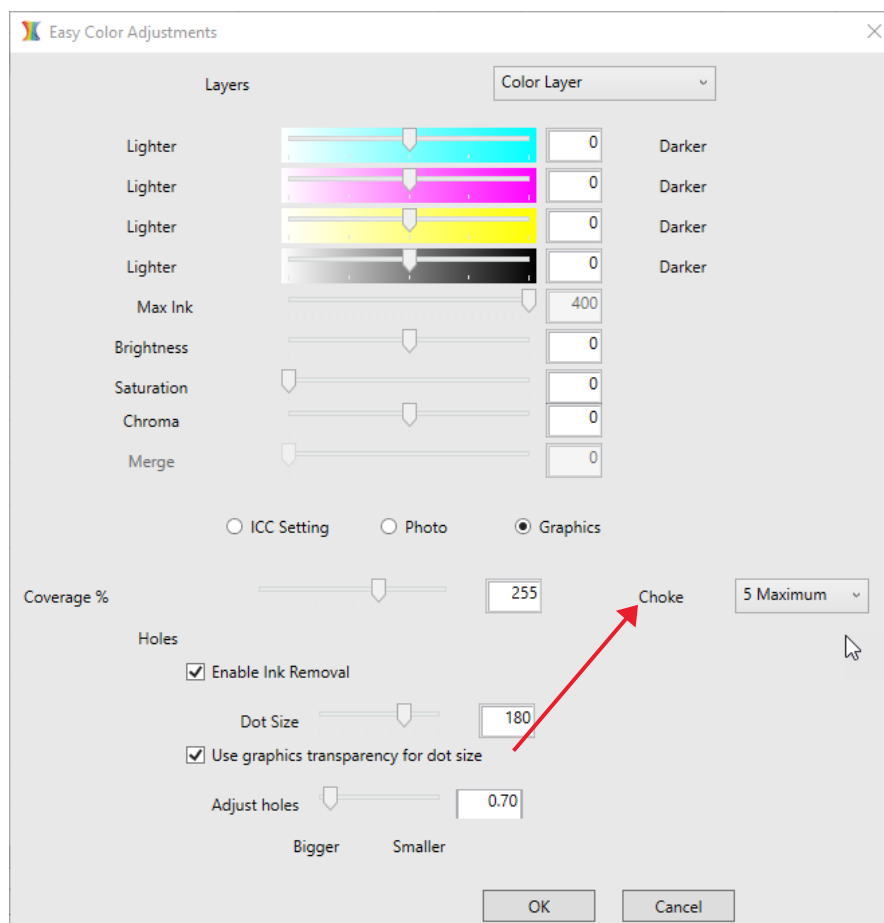 Easy Color Adjustments
Layers Color Layer
Lighter 0 Darker
Lighter 0 Darker
Lighter 0 Darker
Lighter 0 Darker
Max Ink 400
Brightness 0
Saturation 0
Chroma 0
Merge 0
ICC Setting Photo Graphics
Coverage % 255 Choke 5 Maximum
Holes
Enable Ink Removal
Dot Size 180
Use graphics transparency for dot size
Adjust holes 0.70
Bigger Smaller
OK Cancel